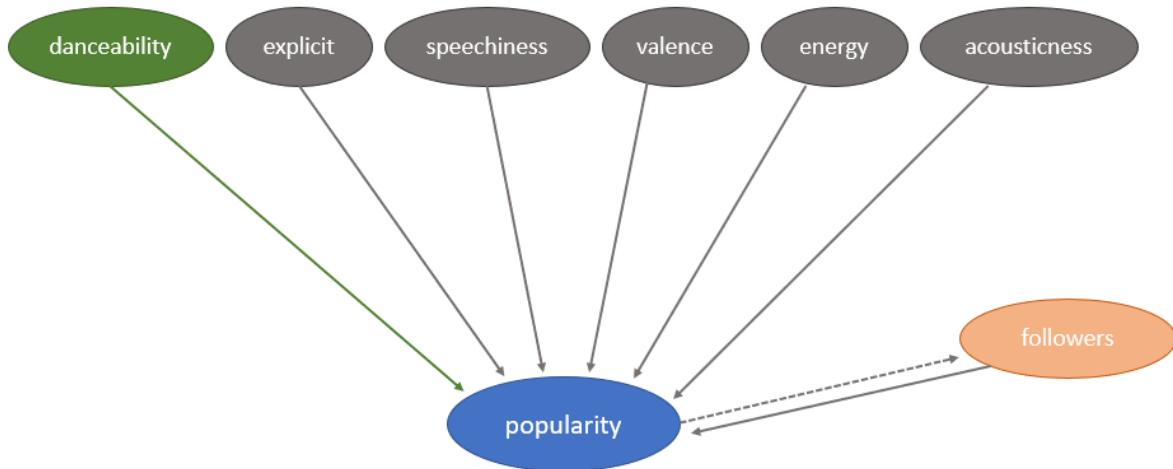 danceability
explicit
speechiness
valence
energy
acousticness
followers
popularity